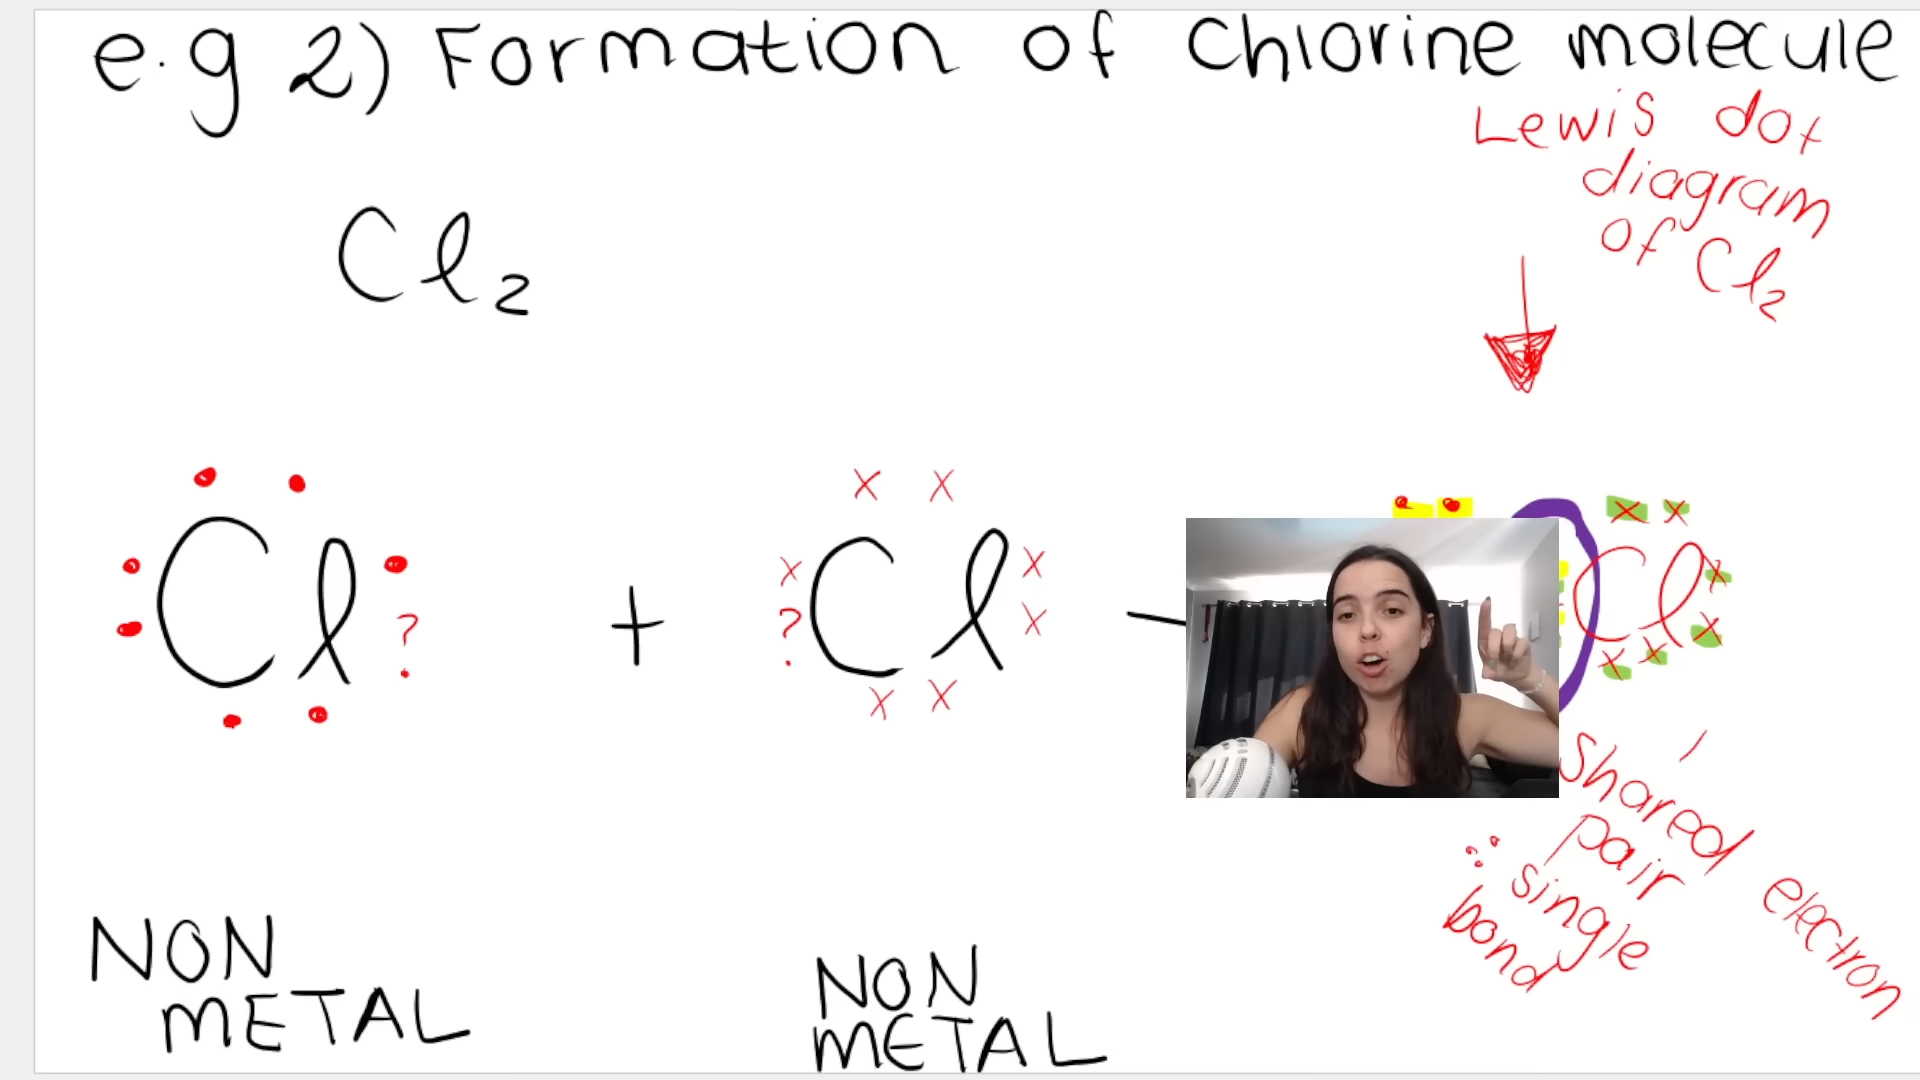 e.g 2) Formation of Chlorine molecule
Lewis dot
diagram
of Cl2
Cl2
x x
x x x
Cl ? + ? Cl x x Cl x
x x x x
1
shared electron
pair
∴ single
bond
NON
METAL
NON
METAL